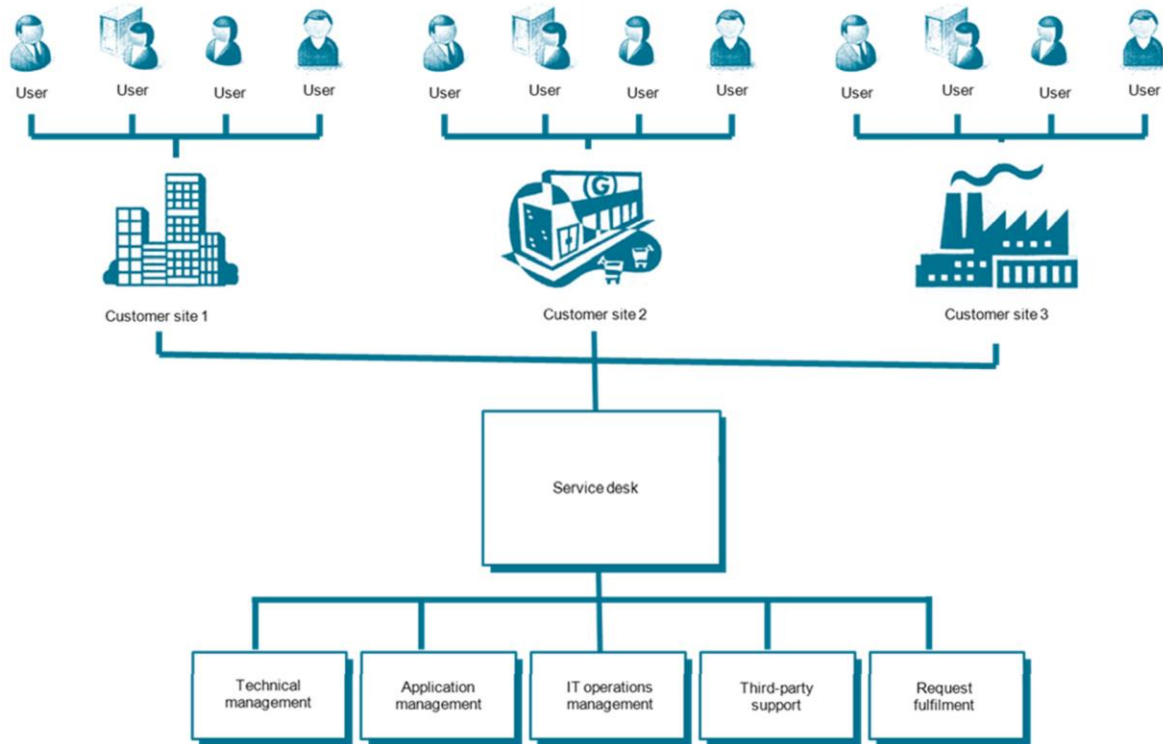 User
User
User
User
User
User
User
User
User
User
User
User
G
Customer site 1
Customer site 2
Customer site 3
Service desk
Technical
management
Application
management
IT operations
management
Third-party
support
Request
fulfilment